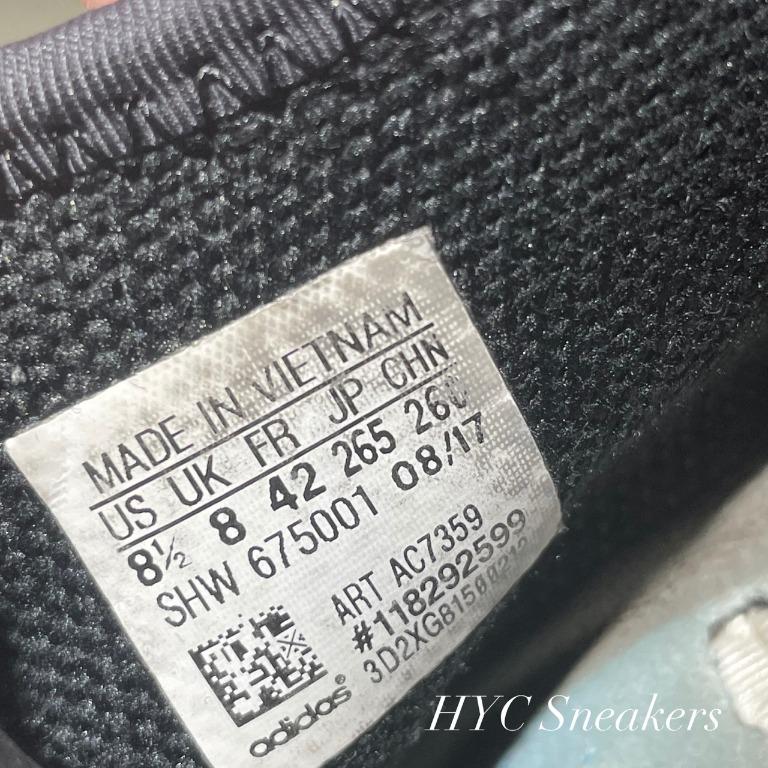 MADE IN VIETNAM
US UK FR JP CHN
8½ 8 42 265
SHW 675001 08/17
ART AC7359
#118292599
adidas®
HYC Sneakers